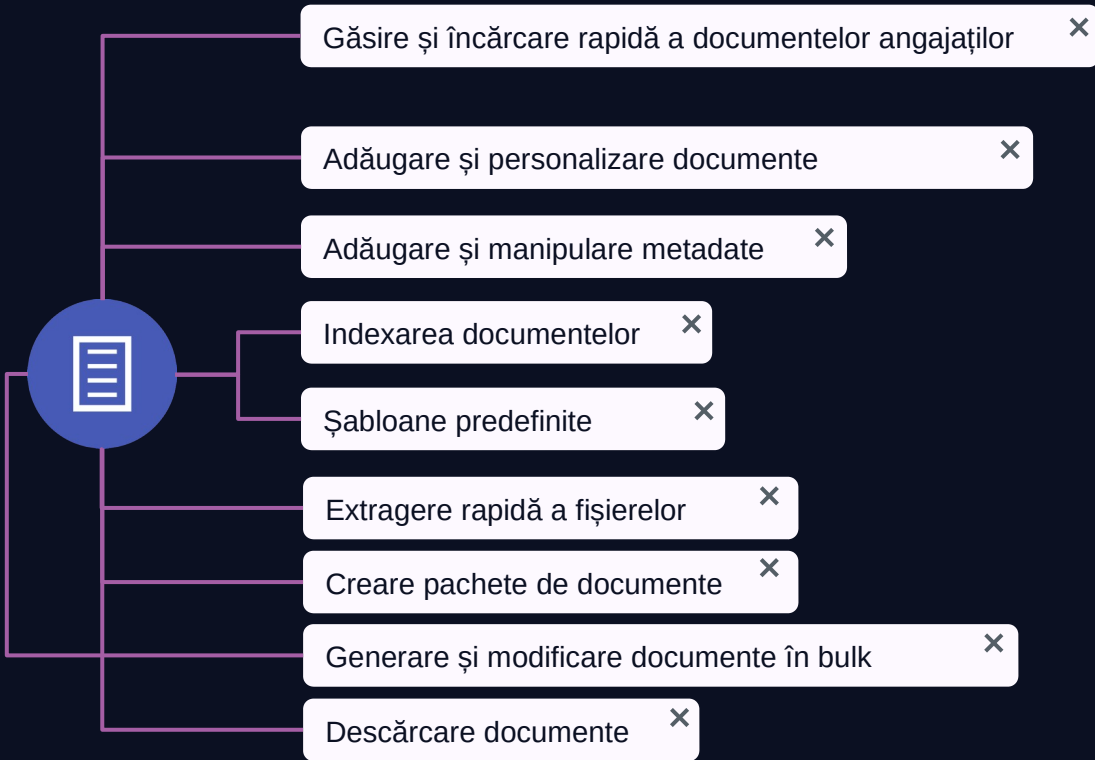 Găsire și încărcare rapidă a documentelor angajaților
Adăugare și personalizare documente
Adăugare și manipulare metadate
Indexarea documentelor
Șabloane predefinite
Extragere rapidă a fișierelor
Creare pachete de documente
Generare și modificare documente în bulk
Descărcare documente